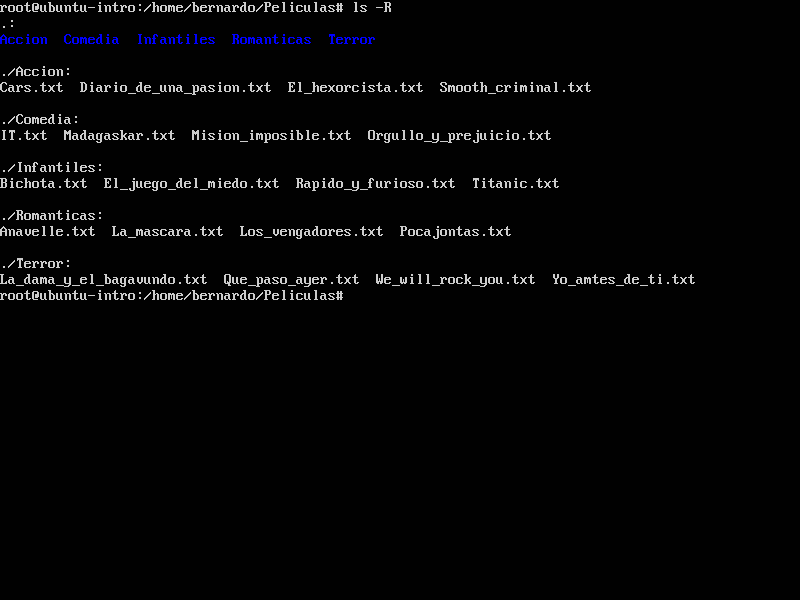 root@ubuntu-intro:/home/bernardo/Peliculas# ls -R
.:
Accion  Comedia  Infantiles  Romanticas  Terror
./Accion:
Cars.txt  Diario_de_una_pasion.txt  El_hexorcista.txt  Smooth_criminal.txt
./Comedia:
IT.txt  Madagaskar.txt  Mision_imposible.txt  Orgullo_y_prejuicio.txt
./Infantiles:
Bichota.txt  El_juego_del_miedo.txt  Rapido_y_furioso.txt  Titanic.txt
./Romanticas:
Anavelle.txt  La_mascara.txt  Los_vengadores.txt  Pocajontas.txt
./Terror:
La_dama_y_el_bagavundo.txt  Que_paso_ayer.txt  We_will_rock_you.txt  Yo_amtes_de_ti.txt
root@ubuntu-intro:/home/bernardo/Peliculas#